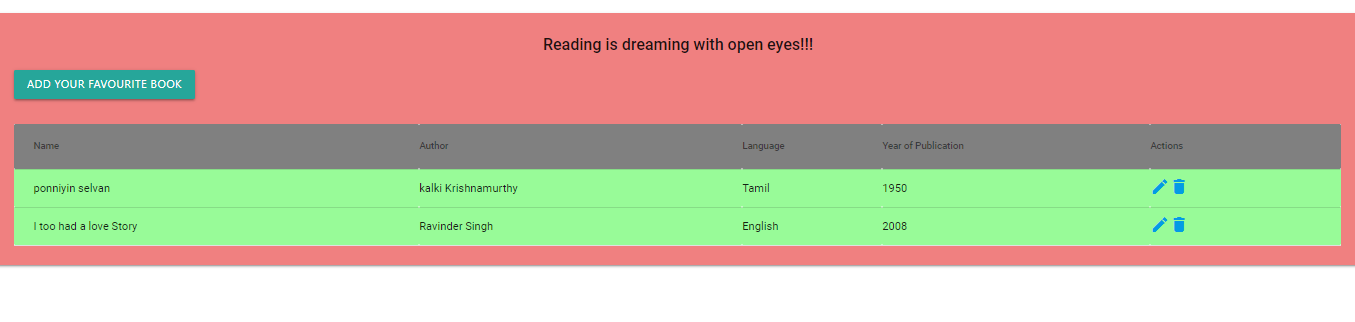 Reading is dreaming with open eyes!!!
ADD YOUR FAVOURITE BOOK
Name Author Language Year of Publication Actions
ponniyin selvan kalki Krishnamurthy Tamil 1950
I too had a love Story Ravinder Singh English 2008